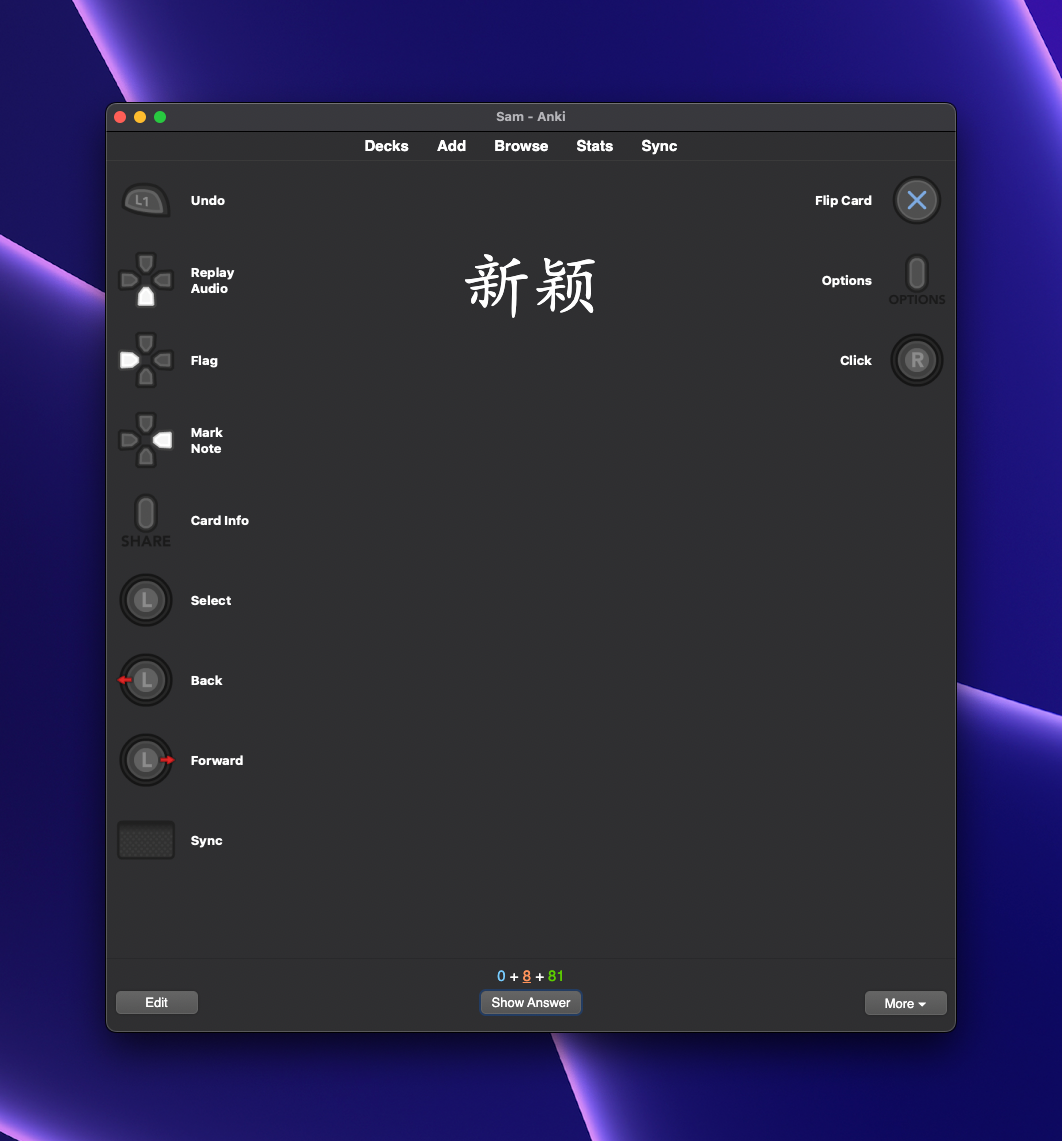 Sam - Anki
Decks Add Browse Stats Sync
L1 Undo
Flip Card
Replay
Audio
新颖
Options
OPTIONS
Flag
Click R
Mark
Note
Card Info
SHARE
L Select
L Back
L Forward
Sync
0 + 8 + 81
Edit Show Answer More